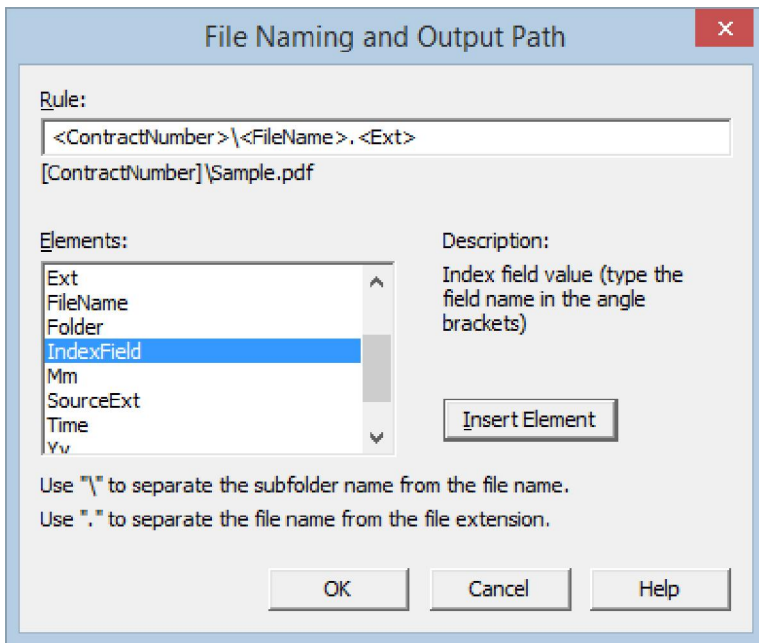 File Naming and Output Path
Rule:
<ContractNumber>\<FileName>.<Ext>
[ContractNumber]\Sample.pdf
Elements:
Ext
FileName
Folder
IndexField
Mm
SourceExt
Time
Yy
Description:
Index field value (type the
field name in the angle
brackets)
Insert Element
Use "\" to separate the subfolder name from the file name.
Use "." to separate the file name from the file extension.
OK
Cancel
Help